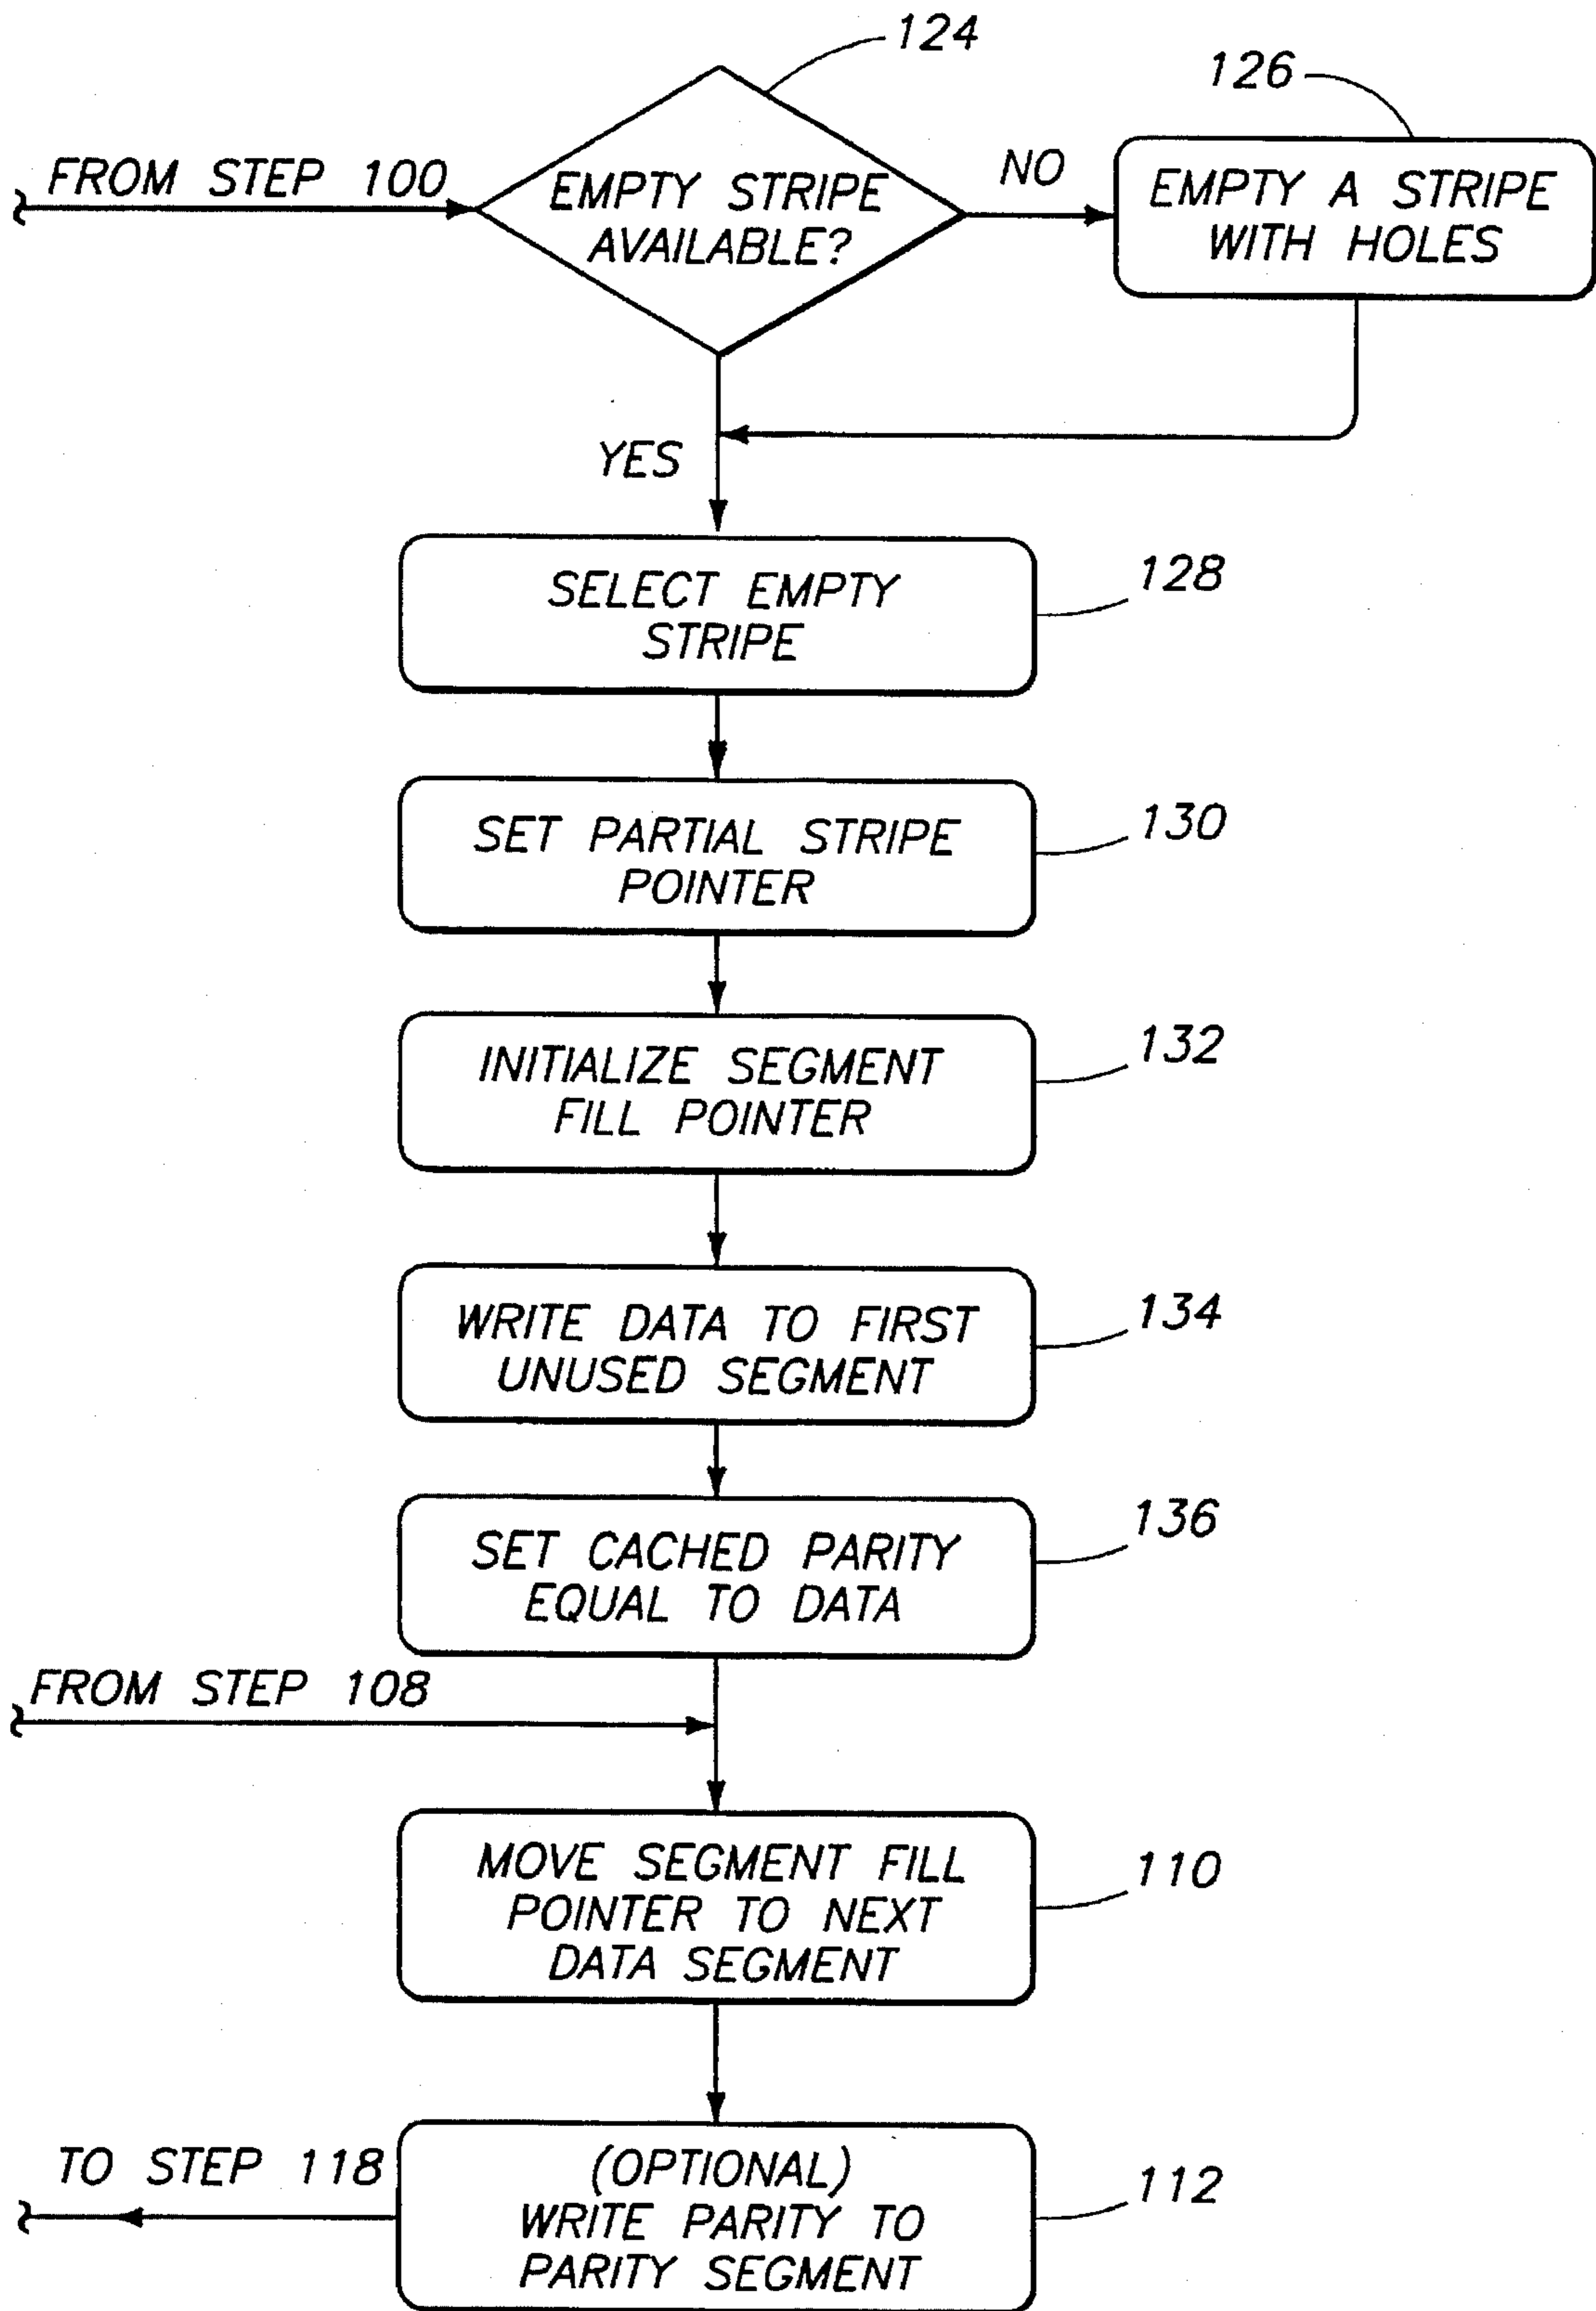 124
126
FROM STEP 100
EMPTY STRIPE
AVAILABLE?
NO
EMPTY A STRIPE
WITH HOLES
YES
SELECT EMPTY
STRIPE
128
SET PARTIAL STRIPE
POINTER
130
INITIALIZE SEGMENT
FILL POINTER
132
WRITE DATA TO FIRST
UNUSED SEGMENT
134
SET CACHED PARITY
EQUAL TO DATA
136
FROM STEP 108
MOVE SEGMENT FILL
POINTER TO NEXT
DATA SEGMENT
110
TO STEP 118
(OPTIONAL)
WRITE PARITY TO
PARITY SEGMENT
112